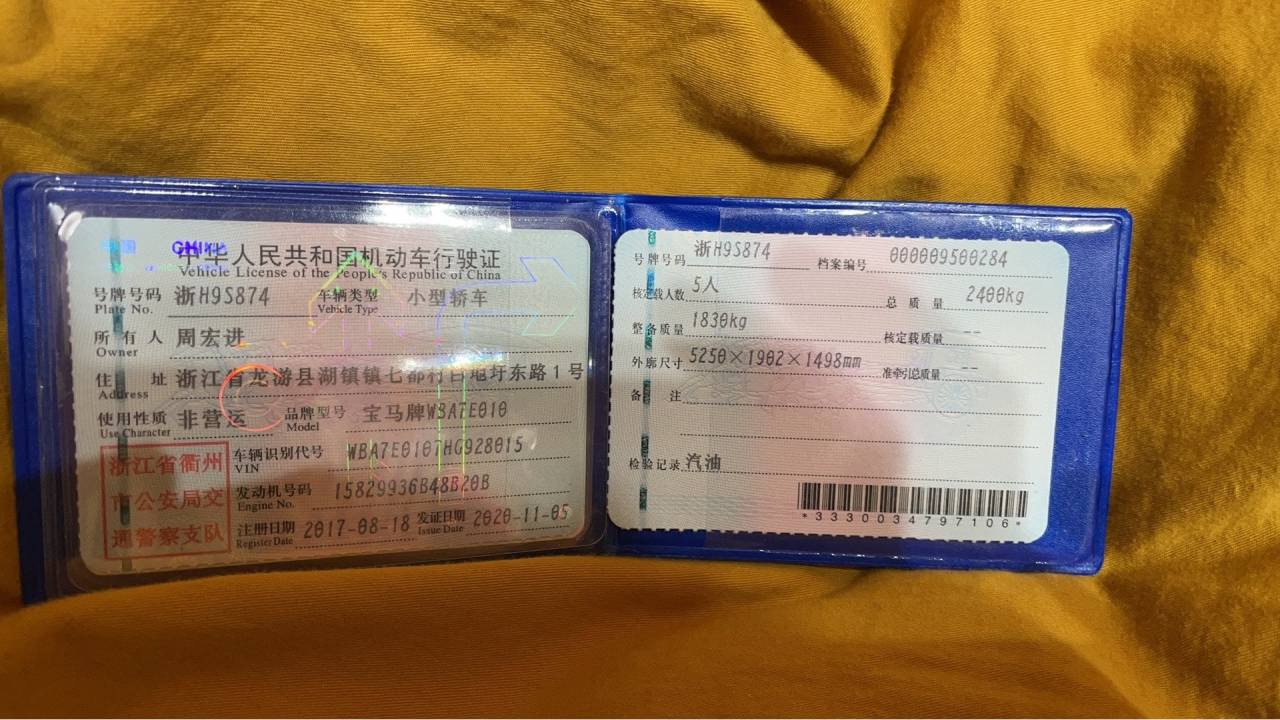 中国 CHINA
中华人民共和国机动车行驶证
Vehicle License of the People's Republic of China
号牌号码 浙H9S874 车辆类型 小型轿车
Plate No. Vehicle Type
所有人 周宏进
Owner
住址 浙江省龙游县湖镇镇七都村白地圩东路1号
Address
使用性质 非营运 品牌型号 宝马牌WBA7E010
Use Character Model
浙江省衢州
市公安局交
通警察支队
车辆识别代号 WBA7E0107HG928015
VIN
发动机号码 15829936B48B20B
Engine No.
注册日期 2017-08-18 发证日期 2020-11-05
Register Date Issue Date
号牌号码 浙H9S874 档案编号 000009500284
核定载人数 5人 总质量 2400kg
整备质量 1830kg 核定载质量 --
外廓尺寸 5250×1902×1498mm 准牵引总质量 --
备注
检验记录 汽油
*3330034797106*